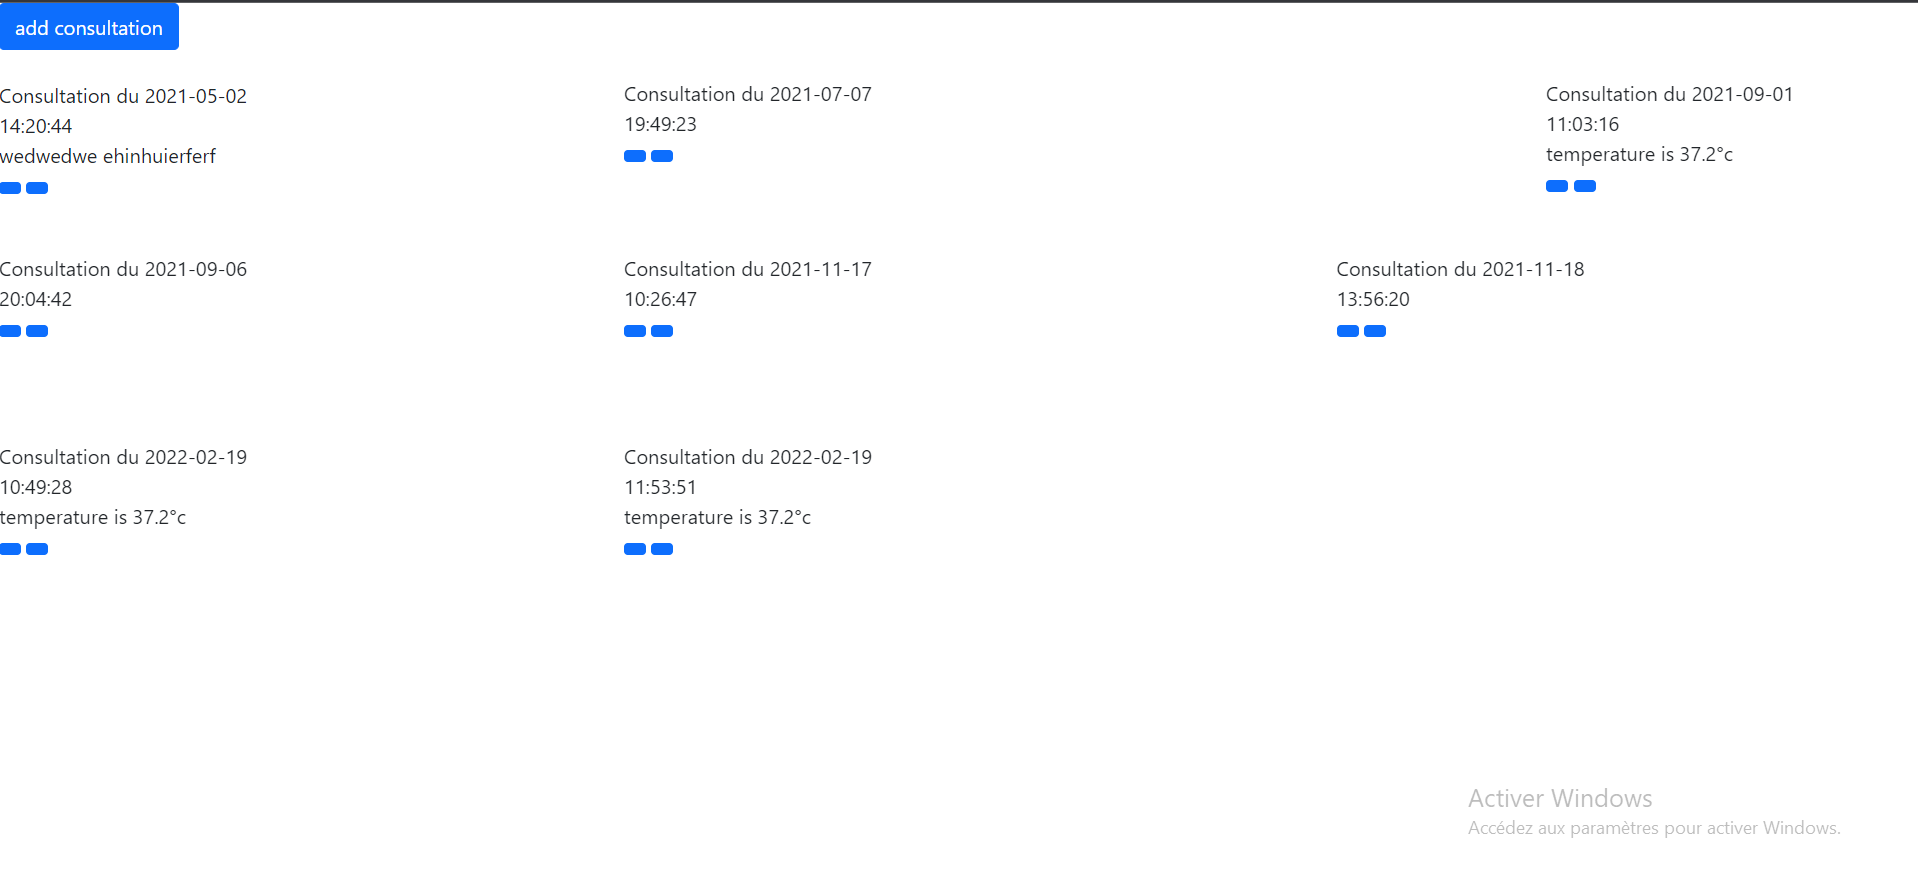 add consultation
Consultation du 2021-05-02
14:20:44
wedwedwe ehinhuierferf
Consultation du 2021-07-07
19:49:23
Consultation du 2021-09-01
11:03:16
temperature is 37.2°c
Consultation du 2021-09-06
20:04:42
Consultation du 2021-11-17
10:26:47
Consultation du 2021-11-18
13:56:20
Consultation du 2022-02-19
10:49:28
temperature is 37.2°c
Consultation du 2022-02-19
11:53:51
temperature is 37.2°c
Activer Windows
Accédez aux paramètres pour activer Windows.